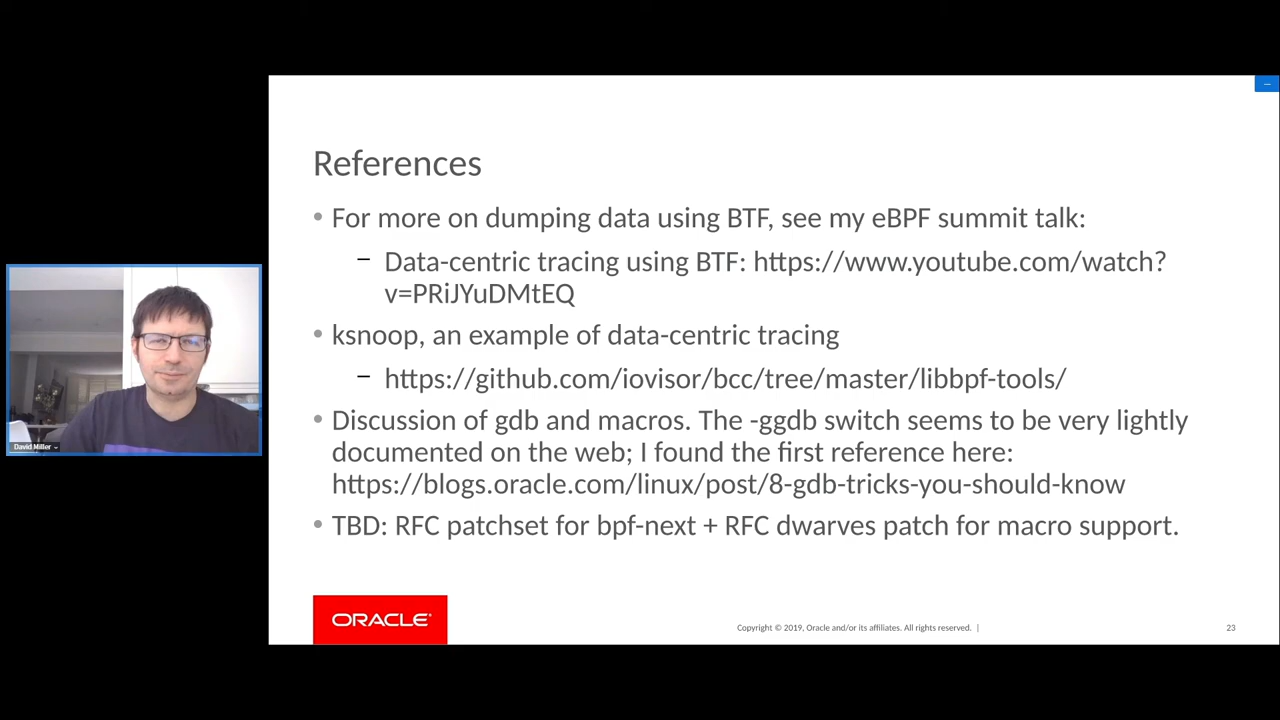 References
• For more on dumping data using BTF, see my eBPF summit talk:
– Data-centric tracing using BTF: https://www.youtube.com/watch?
v=PRiJYuDMtEQ
• ksnoop, an example of data-centric tracing
– https://github.com/iovisor/bcc/tree/master/libbpf-tools/
• Discussion of gdb and macros. The -ggdb switch seems to be very lightly
documented on the web; I found the first reference here:
https://blogs.oracle.com/linux/post/8-gdb-tricks-you-should-know
• TBD: RFC patchset for bpf-next + RFC dwarves patch for macro support.
David Miller
ORACLE®
Copyright © 2019, Oracle and/or its affiliates. All rights reserved. |
23